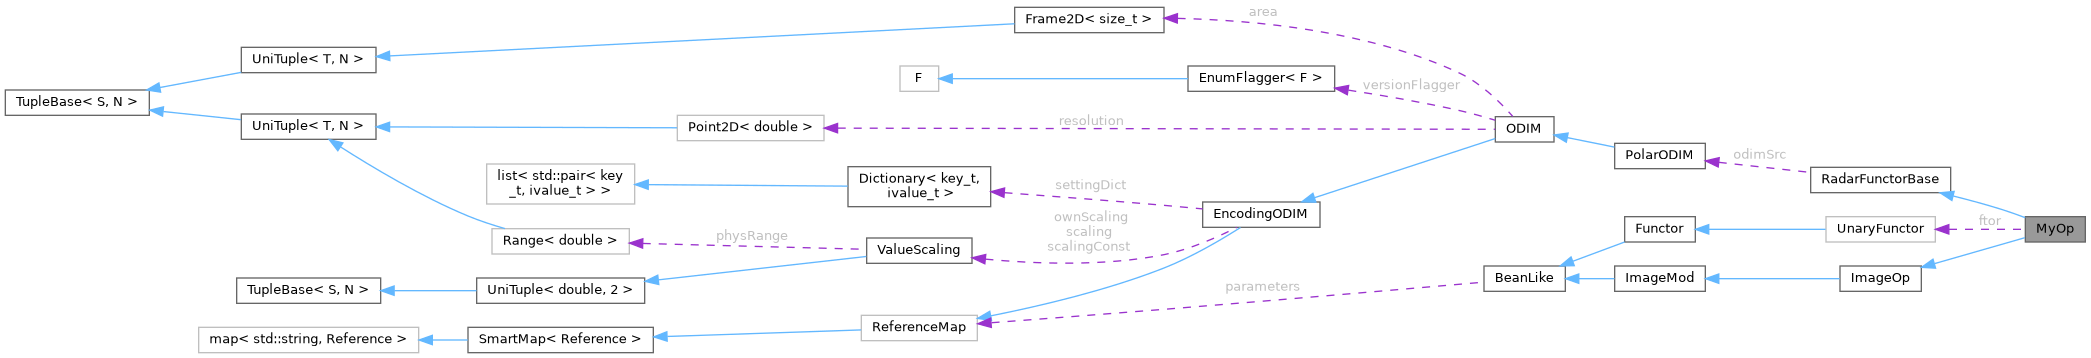 area
Frame2D< size_t >
UniTuple< T, N >
F
EnumFlagger< F >
versionFlagger
TupleBase< S, N >
UniTuple< T, N >
Point2D< double >
resolution
ODIM
PolarODIM
odimSrc
list< std::pair< key
_t, ivalue_t > >
Dictionary< key_t,
ivalue_t >
settingDict
RadarFunctorBase
EncodingODIM
ownScaling
scaling
scalingConst
ftor
Functor
UnaryFunctor
MyOp
Range< double >
physRange
ValueScaling
BeanLike
ImageMod
ImageOp
TupleBase< S, N >
UniTuple< double, 2 >
parameters
ReferenceMap
map< std::string, Reference >
SmartMap< Reference >